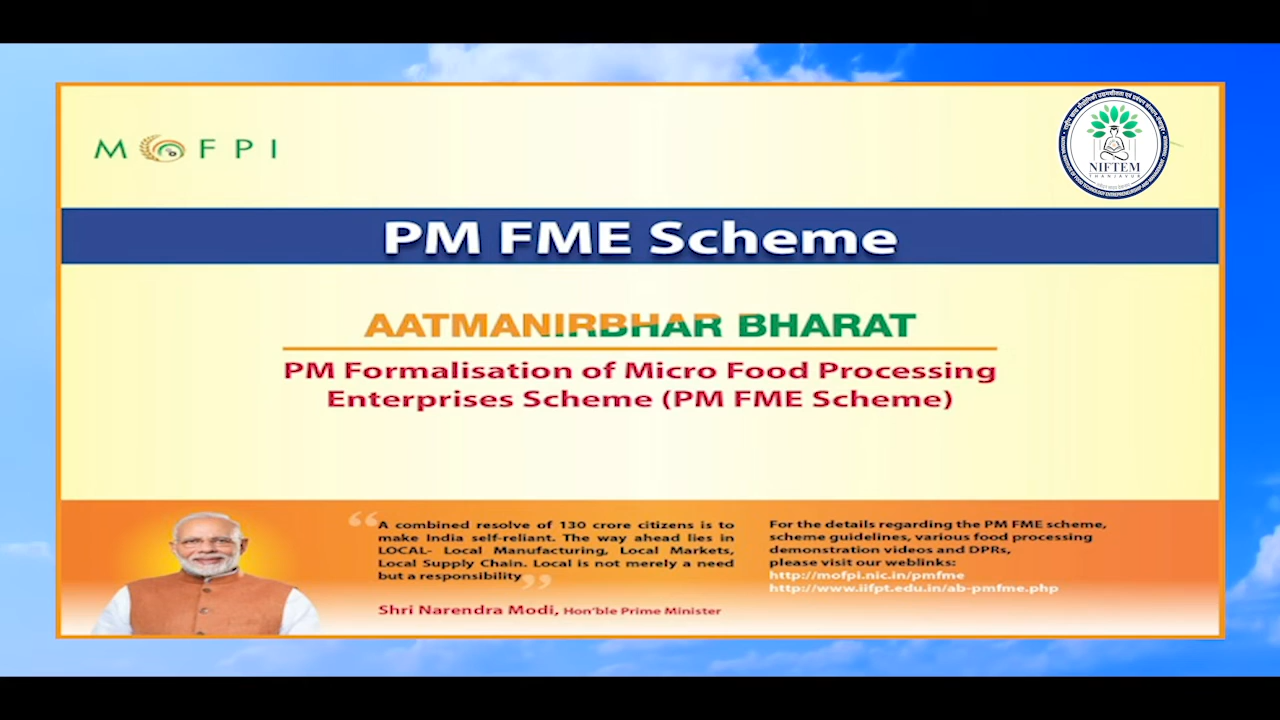 M FPI
NIFTEM
THANJAVUR
PM FME Scheme
AATMANIRBHAR BHARAT
PM Formalisation of Micro Food Processing
Enterprises Scheme (PM FME Scheme)
“A combined resolve of 130 crore citizens is to
make India self-reliant. The way ahead lies in
LOCAL- Local Manufacturing, Local Markets,
Local Supply Chain. Local is not merely a need
but a responsibility”
Shri Narendra Modi, Hon'ble Prime Minister
For the details regarding the PM FME scheme,
scheme guidelines, various food processing
demonstration videos and DPRs,
please visit our weblinks:
http://mofpi.nic.in/pmfme
http://www.iifpt.edu.in/ab-pmfme.php